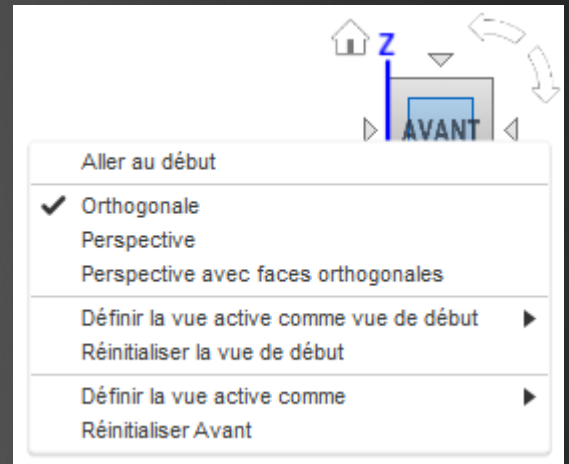 Z
AVANT
Aller au début
Orthogonale
Perspective
Perspective avec faces orthogonales
Définir la vue active comme vue de début
Réinitialiser la vue de début
Définir la vue active comme
Réinitialiser Avant